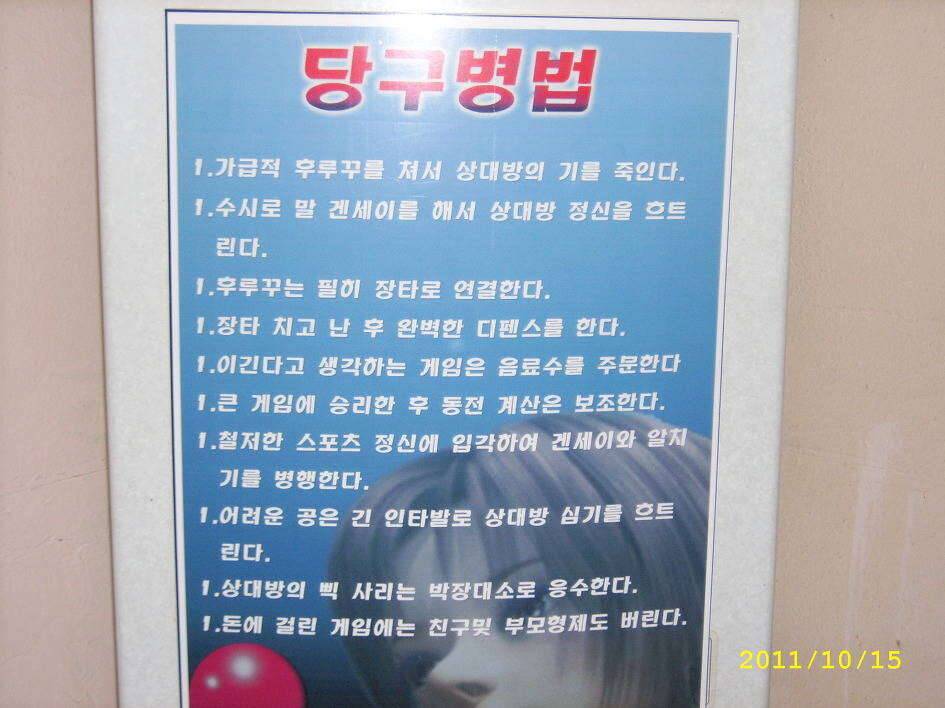 당구병법
1.가급적 후루꾸를 쳐서 상대방의 기를 죽인다.
1.수시로 말 겐세이를 해서 상대방 정신을 흐트
린다.
1.후루꾸는 필히 장타로 연결한다.
1.장타 치고 난 후 완벽한 디펜스를 한다.
1.이긴다고 생각하는 게임은 음료수를 주문한다
1.큰 게임에 승리한 후 동전 계산은 보조한다.
1.철저한 스포츠 정신에 입각하여 겐세이와 알치
기를 병행한다.
1.어려운 공은 긴 인타발로 상대방 심기를 흐트
린다.
1.상대방의 삑 사리는 박장대소로 응수한다.
1.돈에 걸린 게임에는 친구및 부모형제도 버린다.
2011/10/15